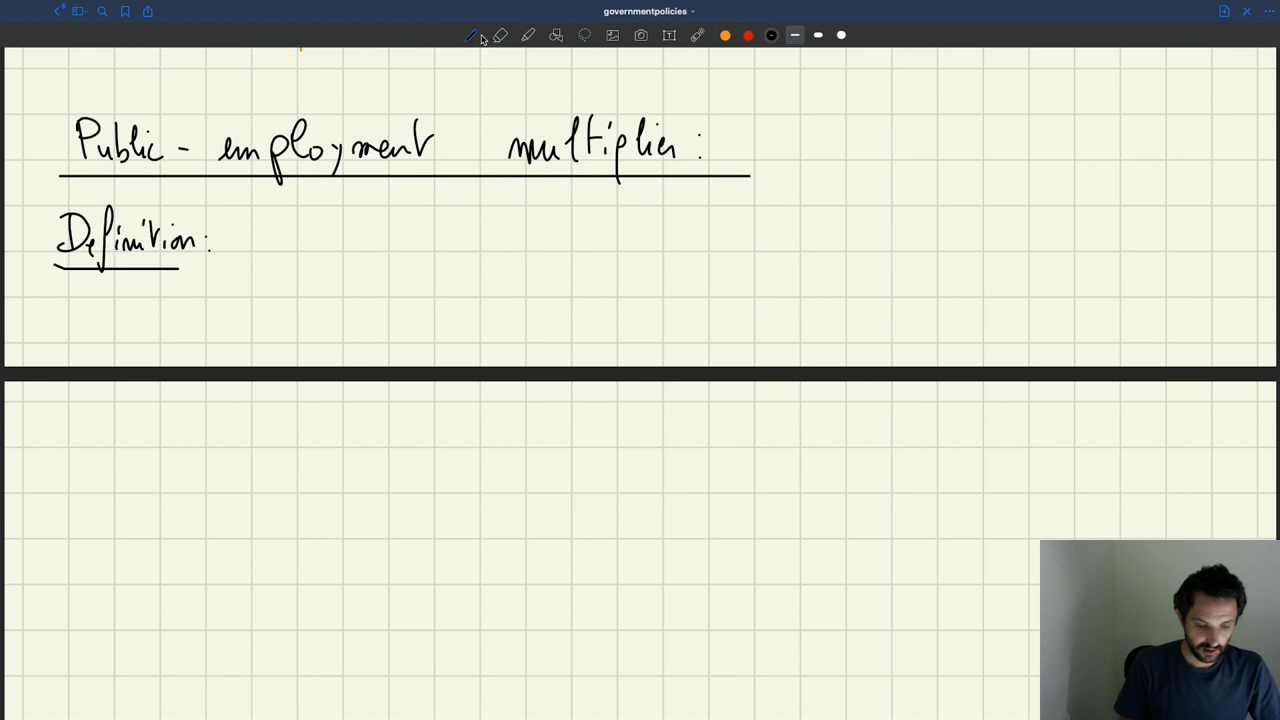 governmentpolicies
Public - employment multiplier:
Definition: